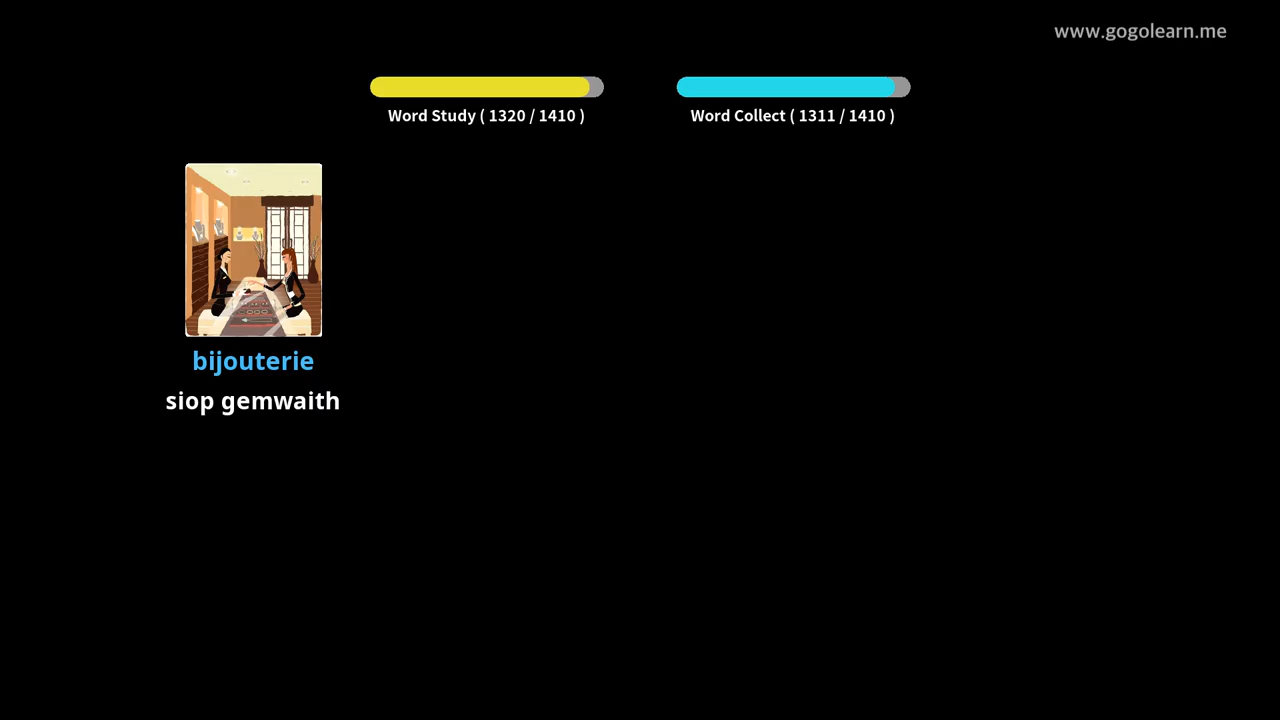 www.gogolearn.me
Word Study ( 1320 / 1410 )
Word Collect ( 1311 / 1410 )
bijouterie
siop gemwaith